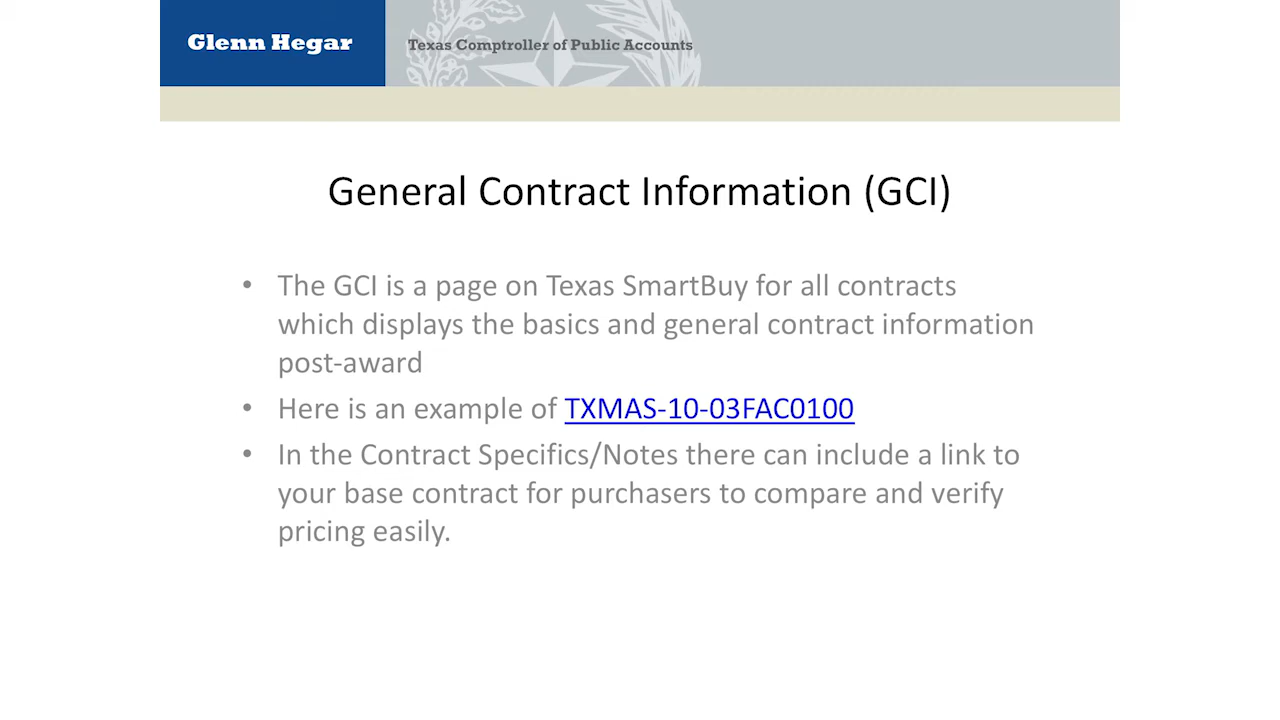 Glenn Hegar
Texas Comptroller of Public Accounts
General Contract Information (GCI)
• The GCI is a page on Texas SmartBuy for all contracts
which displays the basics and general contract information
post-award
• Here is an example of TXMAS-10-03FAC0100
• In the Contract Specifics/Notes there can include a link to
your base contract for purchasers to compare and verify
pricing easily.